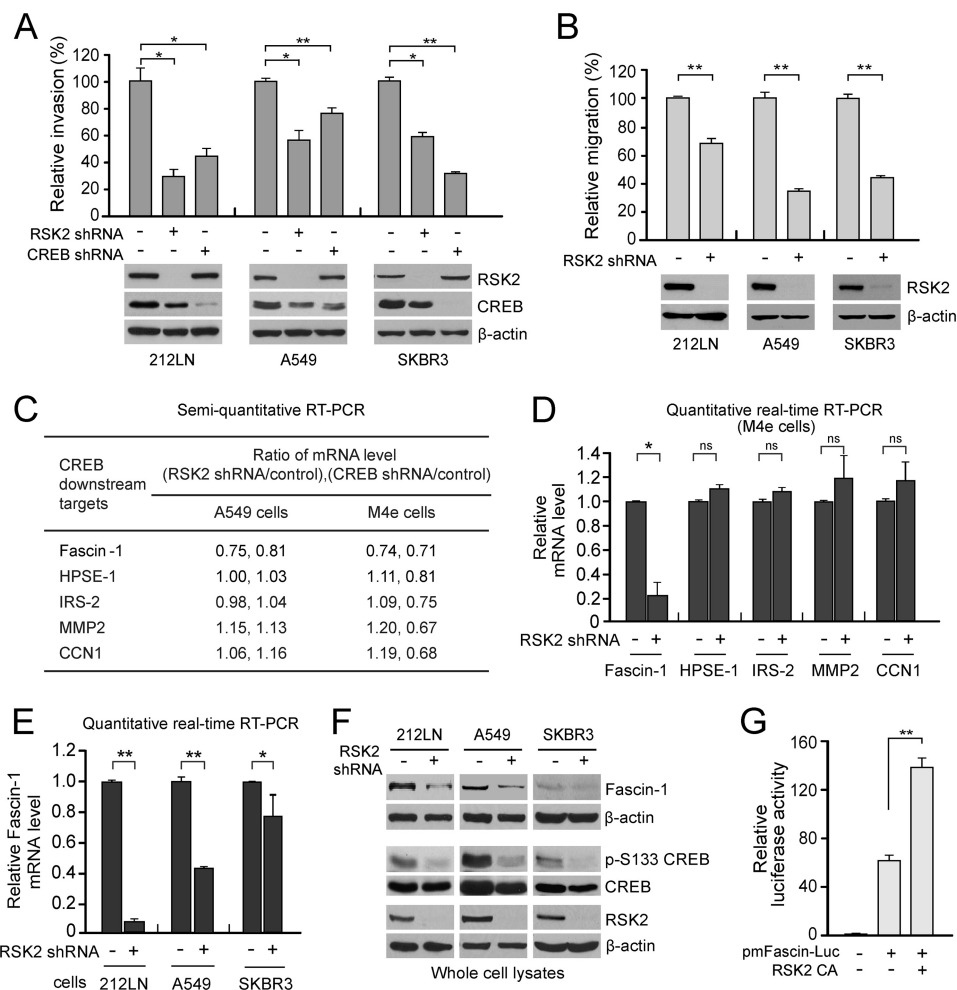 A
Relative invasion (%)
120
100
80
60
40
20
0
* * ** * ** *
RSK2 shRNA - + - - + - - + -
CREB shRNA - - + - - + - - +
RSK2
CREB
β-actin
212LN A549 SKBR3
B
Relative migration (%)
120
100
80
60
40
20
0
** ** **
RSK2 shRNA - + - + - +
RSK2
β-actin
212LN A549 SKBR3
C
Semi-quantitative RT-PCR
CREB
downstream
targets
Ratio of mRNA level
(RSK2 shRNA/control),(CREB shRNA/control)
A549 cells M4e cells
Fascin-1 0.75, 0.81 0.74, 0.71
HPSE-1 1.00, 1.03 1.11, 0.81
IRS-2 0.98, 1.04 1.09, 0.75
MMP2 1.15, 1.13 1.20, 0.67
CCN1 1.06, 1.16 1.19, 0.68
D
Quantitative real-time RT-PCR
(M4e cells)
Relative
mRNA level
1.4
1.2
1.0
0.8
0.6
0.4
0.2
0
* ns ns ns ns
RSK2 shRNA - + - + - + - + - +
Fascin-1 HPSE-1 IRS-2 MMP2 CCN1
E
Quantitative real-time RT-PCR
Relative Fascin-1
mRNA level
1.2
1.0
0.8
0.6
0.4
0.2
0
** ** *
RSK2 shRNA - + - + - +
cells 212LN A549 SKBR3
F
212LN A549 SKBR3
RSK2
shRNA
- + - + - +
Fascin-1
β-actin
p-S133 CREB
CREB
RSK2
β-actin
Whole cell lysates
G
Relative
luciferase activity
160
120
80
40
0
**
pmFascin-Luc - + +
RSK2 CA - - +